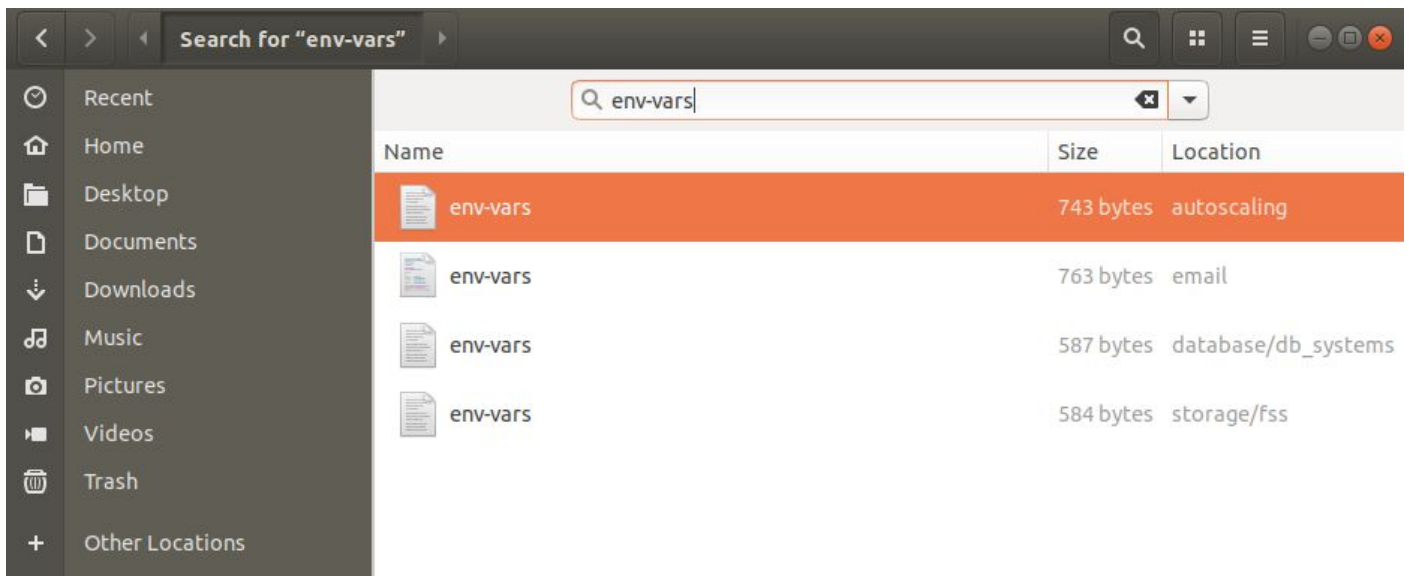 Search for “env-vars”
env-vars
Recent
Home
Desktop
Documents
Downloads
Music
Pictures
Videos
Trash
Other Locations
Name Size Location
env-vars 743 bytes autoscaling
env-vars 763 bytes email
env-vars 587 bytes database/db_systems
env-vars 584 bytes storage/fss